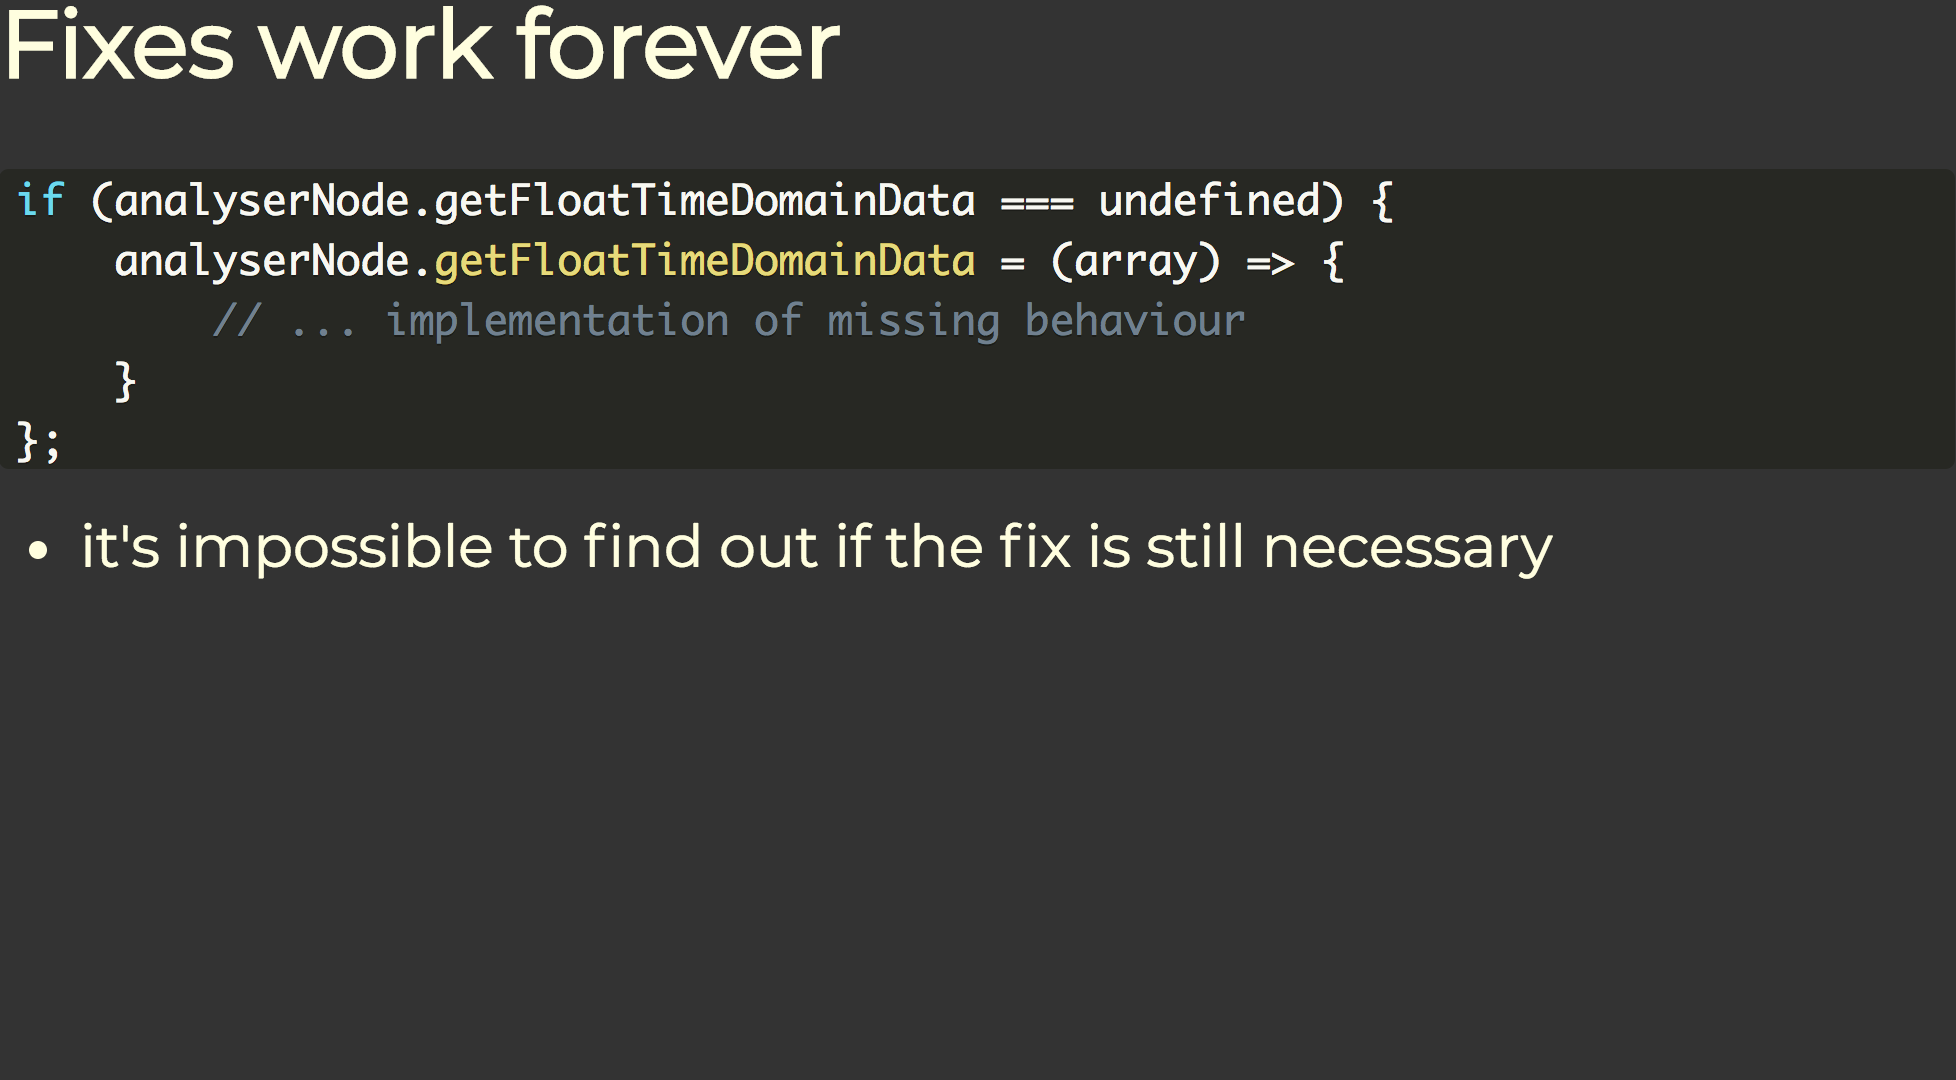 Fixes work forever
if (analyserNode.getFloatTimeDomainData === undefined) {
    analyserNode.getFloatTimeDomainData = (array) => {
        // ... implementation of missing behaviour
    }
};
• it's impossible to find out if the fix is still necessary